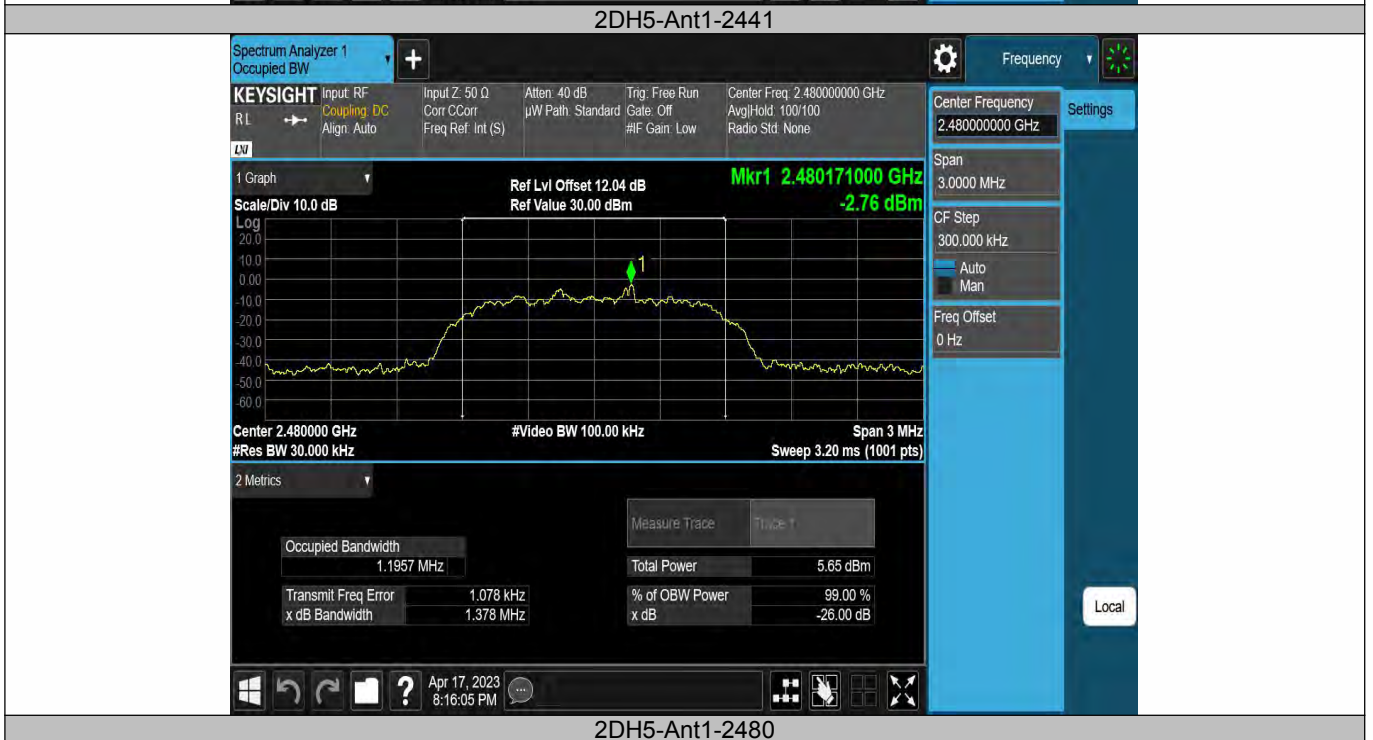 2DH5-Ant1-2441
Spectrum Analyzer 1
Occupied BW
+
Frequency
KEYSIGHT
R L
LXI
Input: RF
Coupling: DC
Align: Auto
Input Z: 50 Ω
Corr CCorr
Freq Ref: Int (S)
Atten: 40 dB
µW Path: Standard
Trig: Free Run
Gate: Off
#IF Gain: Low
Center Freq: 2.480000000 GHz
Avg|Hold: 100/100
Radio Std: None
Center Frequency
2.480000000 GHz
Settings
Span
3.0000 MHz
CF Step
300.000 kHz
Auto
Man
Freq Offset
0 Hz
Local
1 Graph
Scale/Div 10.0 dB
Ref Lvl Offset 12.04 dB
Ref Value 30.00 dBm
Mkr1 2.480171000 GHz
-2.76 dBm
Log
20.0
10.0
0.00
-10.0
-20.0
-30.0
-40.0
-50.0
-60.0
1
Center 2.480000 GHz
#Res BW 30.000 kHz
#Video BW 100.00 kHz
Span 3 MHz
Sweep 3.20 ms (1001 pts)
2 Metrics
Measure Trace Trace 1
Occupied Bandwidth
1.1957 MHz
Total Power 5.65 dBm
Transmit Freq Error 1.078 kHz
% of OBW Power 99.00 %
x dB Bandwidth 1.378 MHz
x dB -26.00 dB
?
Apr 17, 2023
8:16:05 PM
2DH5-Ant1-2480